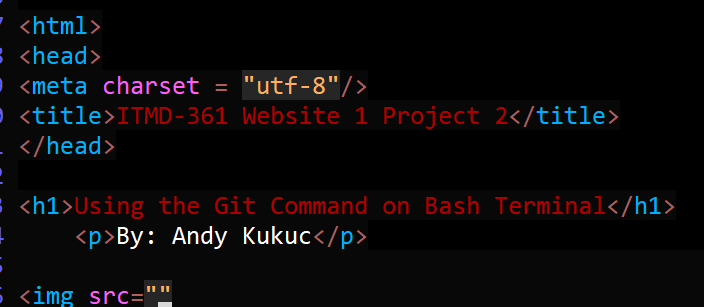 <html>
<head>
<meta charset = "utf-8"/>
<title>ITMD-361 Website 1 Project 2</title>
</head>
<h1>Using the Git Command on Bash Terminal</h1>
<p>By: Andy Kukuc</p>
<img src=""